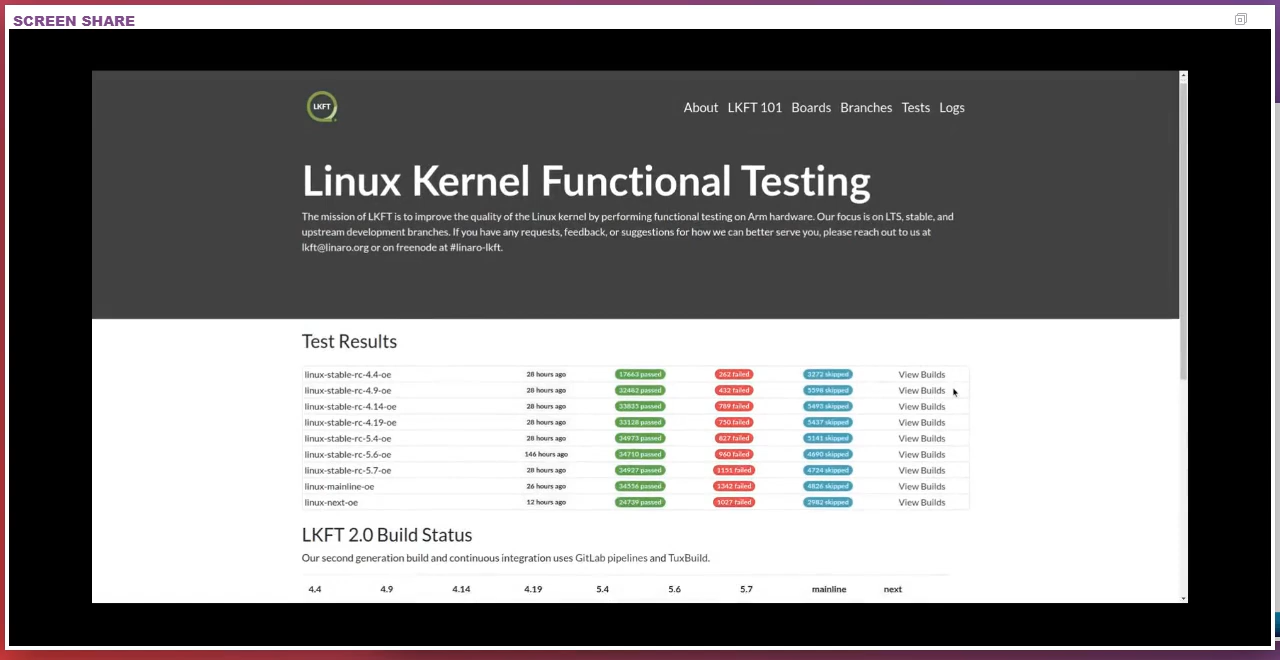 SCREEN SHARE
LKFT
About LKFT 101 Boards Branches Tests Logs
Linux Kernel Functional Testing
The mission of LKFT is to improve the quality of the Linux kernel by performing functional testing on Arm hardware. Our focus is on LTS, stable, and
upstream development branches. If you have any requests, feedback, or suggestions for how we can better serve you, please reach out to us at
lkft@linaro.org or on freenode at #linaro-lkft.
Test Results
linux-stable-rc-4.4-oe 28 hours ago 17663 passed 262 failed 3272 skipped View Builds
linux-stable-rc-4.9-oe 28 hours ago 32462 passed 432 failed 5598 skipped View Builds
linux-stable-rc-4.14-oe 28 hours ago 33835 passed 789 failed 5493 skipped View Builds
linux-stable-rc-4.19-oe 28 hours ago 33128 passed 750 failed 5437 skipped View Builds
linux-stable-rc-5.4-oe 28 hours ago 34973 passed 827 failed 5141 skipped View Builds
linux-stable-rc-5.6-oe 146 hours ago 34710 passed 960 failed 4690 skipped View Builds
linux-stable-rc-5.7-oe 28 hours ago 34927 passed 1151 failed 4724 skipped View Builds
linux-mainline-oe 26 hours ago 34556 passed 1342 failed 4826 skipped View Builds
linux-next-oe 12 hours ago 24739 passed 1027 failed 2982 skipped View Builds
LKFT 2.0 Build Status
Our second generation build and continuous integration uses GitLab pipelines and TuxBuild.
4.4 4.9 4.14 4.19 5.4 5.6 5.7 mainline next